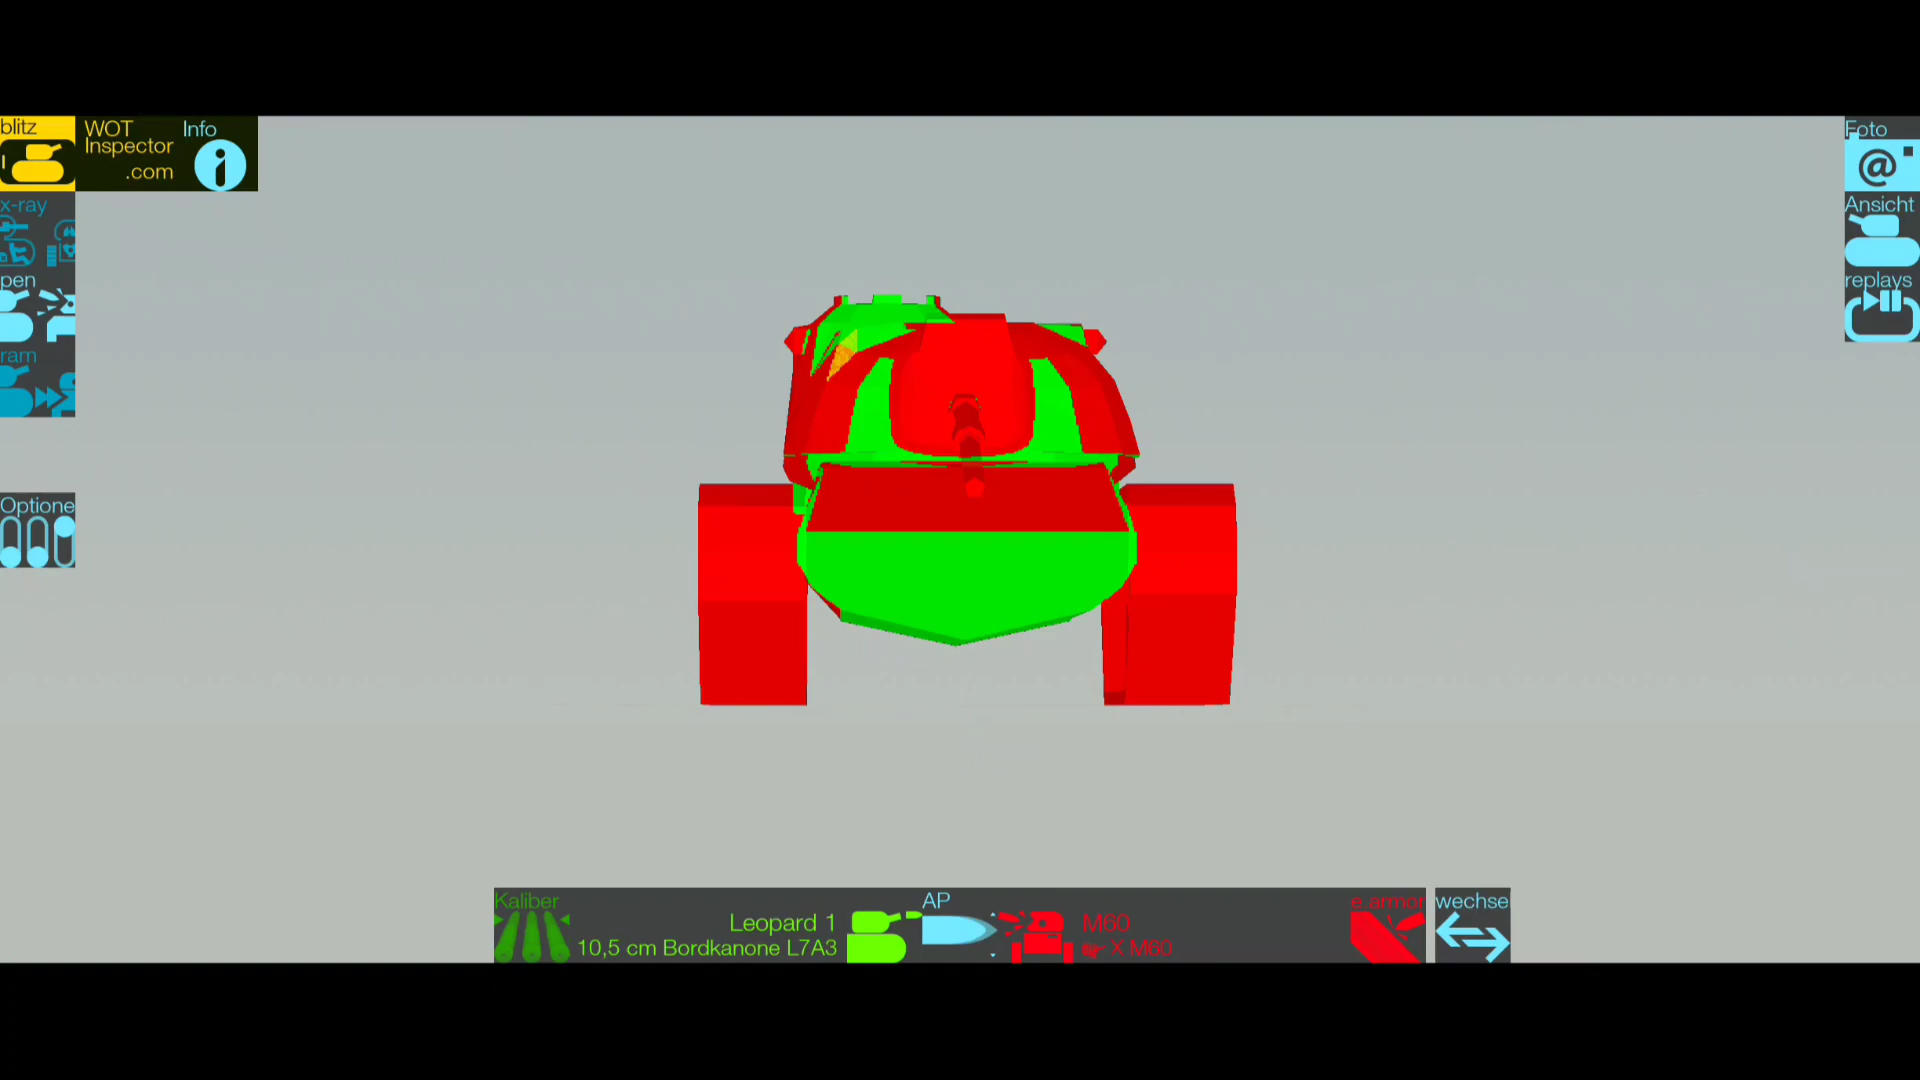 blitz
WOT
Inspector
.com
Info
x-ray
pen
ram
Optione
Foto
@
Ansicht
replays
Kaliber
Leopard 1
10,5 cm Bordkanone L7A3
AP
M60
X M60
e.armor
wechse